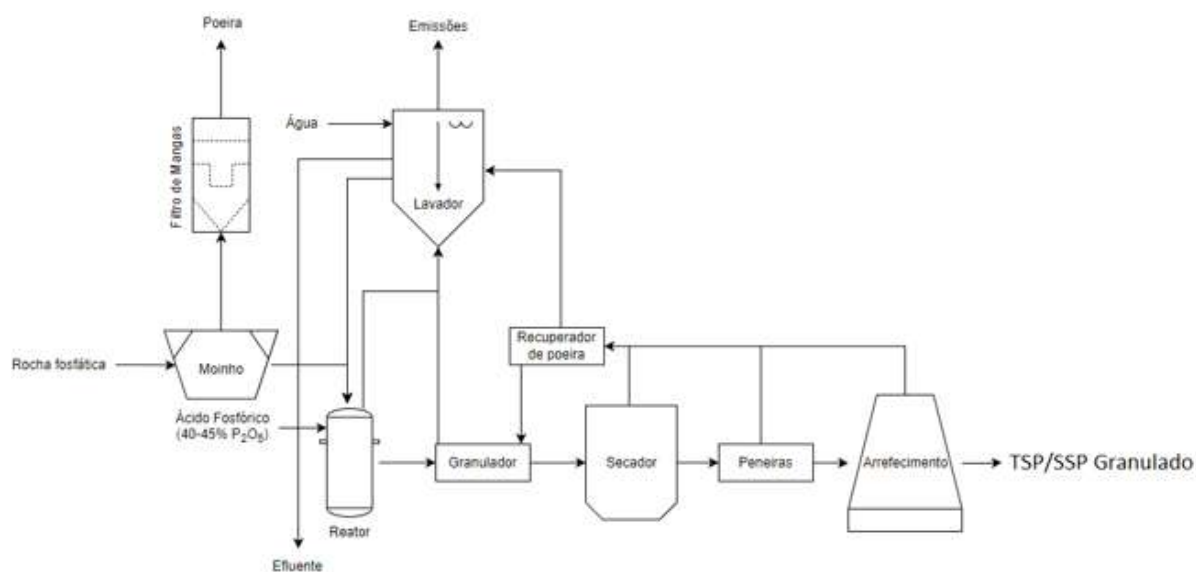 Poeira
Emissões
Filtro de Mangas
Água
Lavador
Rocha fosfática
Moinho
Recuperador
de poeira
Ácido Fosfórico
(40-45% P₂O₅)
Granulador
Secador
Peneiras
Arrefecimento
TSP/SSP Granulado
Reator
Efluente